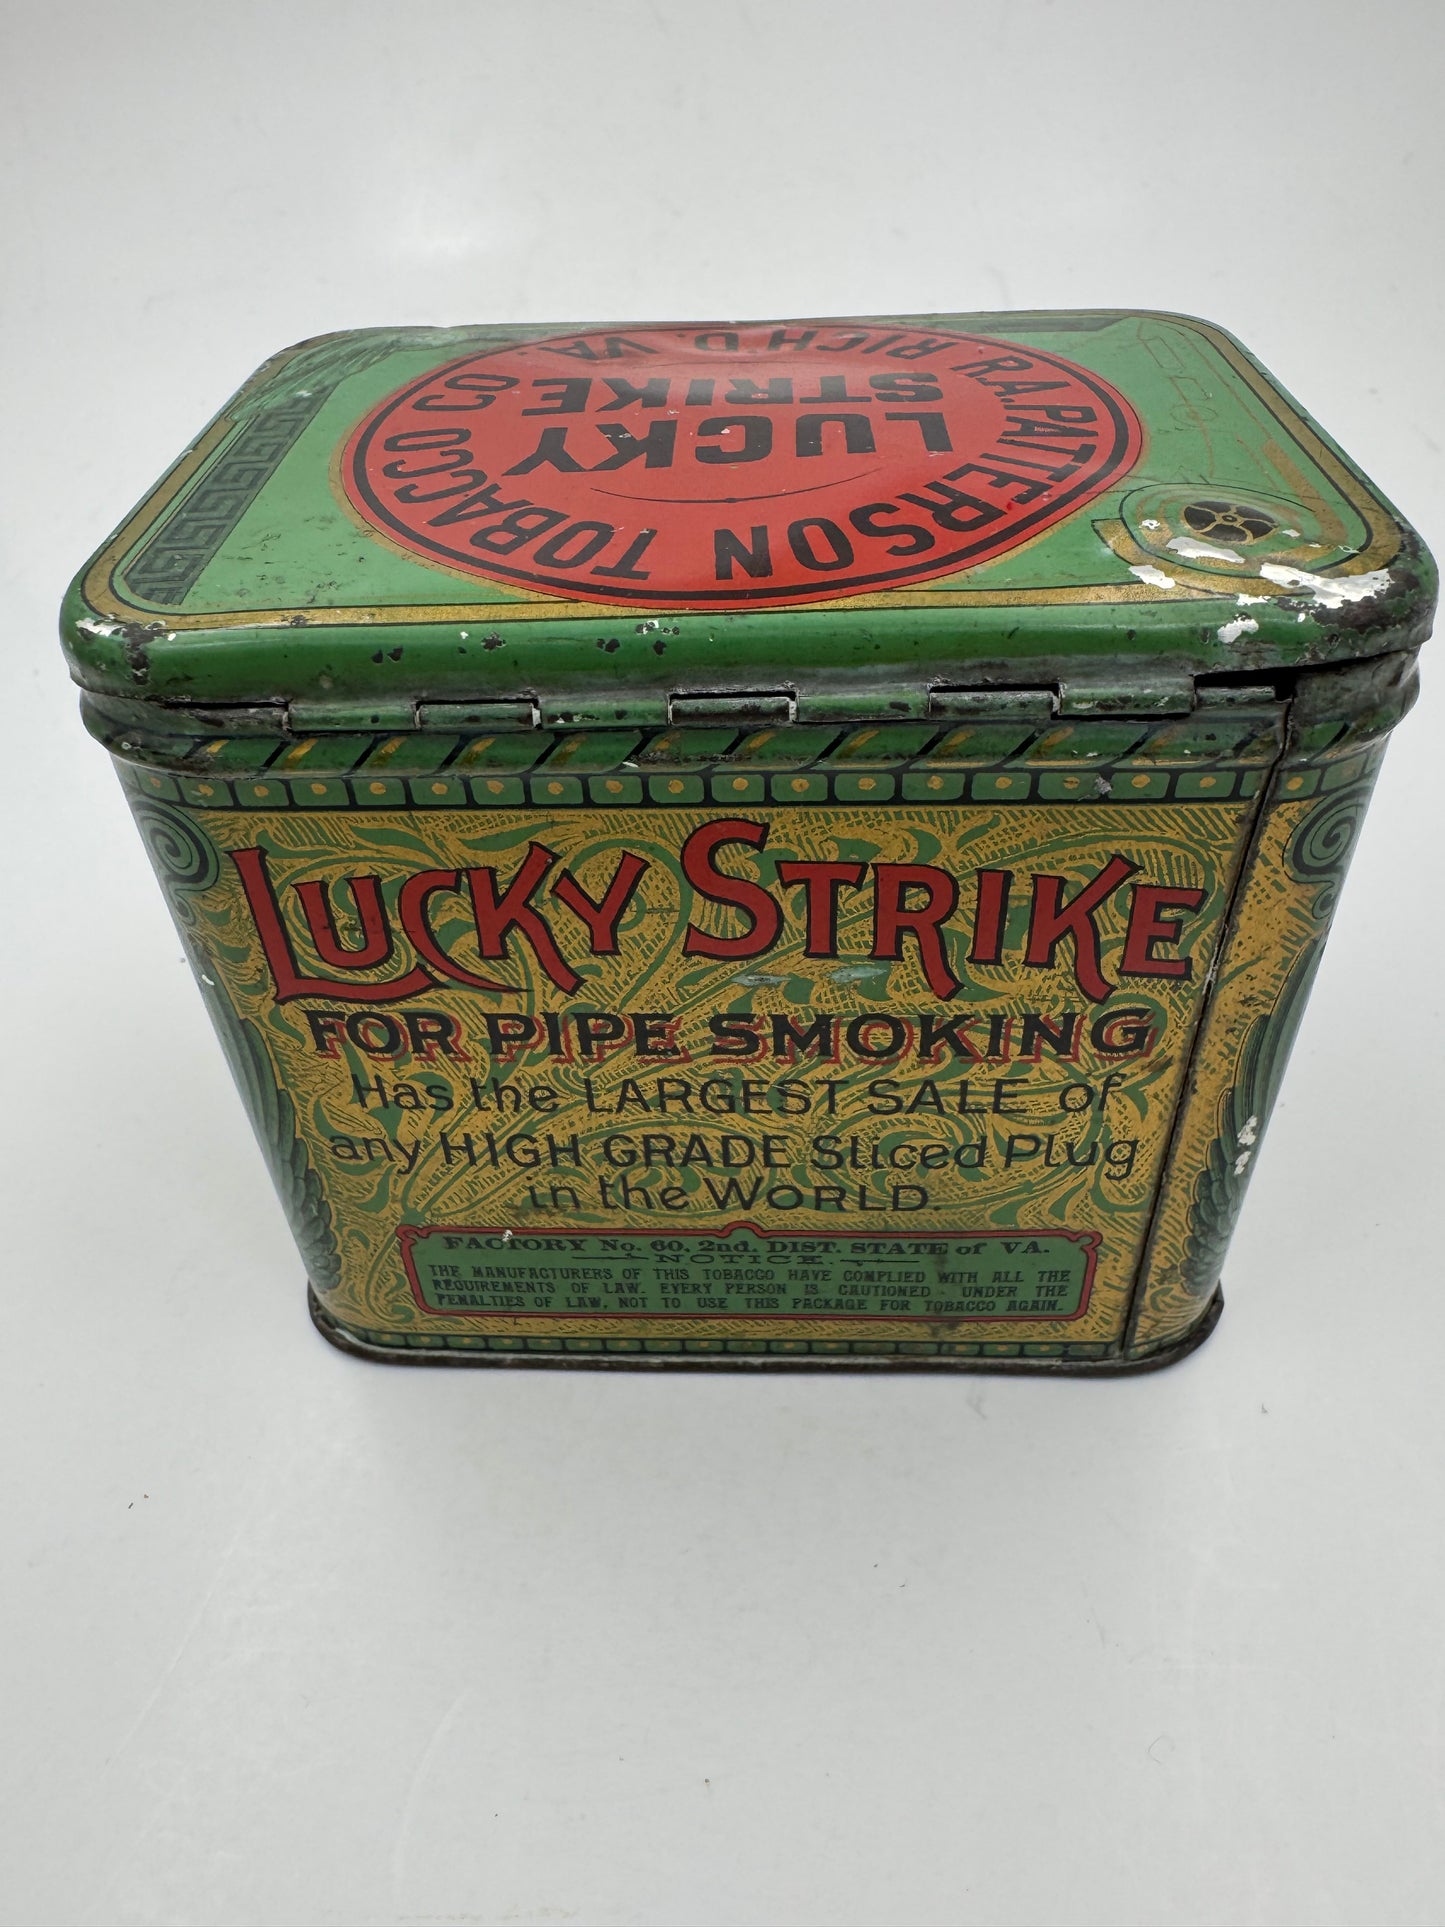 R.A. PATTERSON TOBACCO CO
RICH'D. VA.
LUCKY
STRIKE
LUCKY STRIKE
FOR PIPE SMOKING
Has the LARGEST SALE of
any HIGH GRADE Sliced Plug
in the WORLD.
FACTORY No. 60, 2nd. DIST. STATE of VA.
NOTICE.
THE MANUFACTURERS OF THIS TOBACCO HAVE COMPLIED WITH ALL THE
REQUIREMENTS OF LAW. EVERY PERSON IS CAUTIONED UNDER THE
PENALTIES OF LAW, NOT TO USE THIS PACKAGE FOR TOBACCO AGAIN.